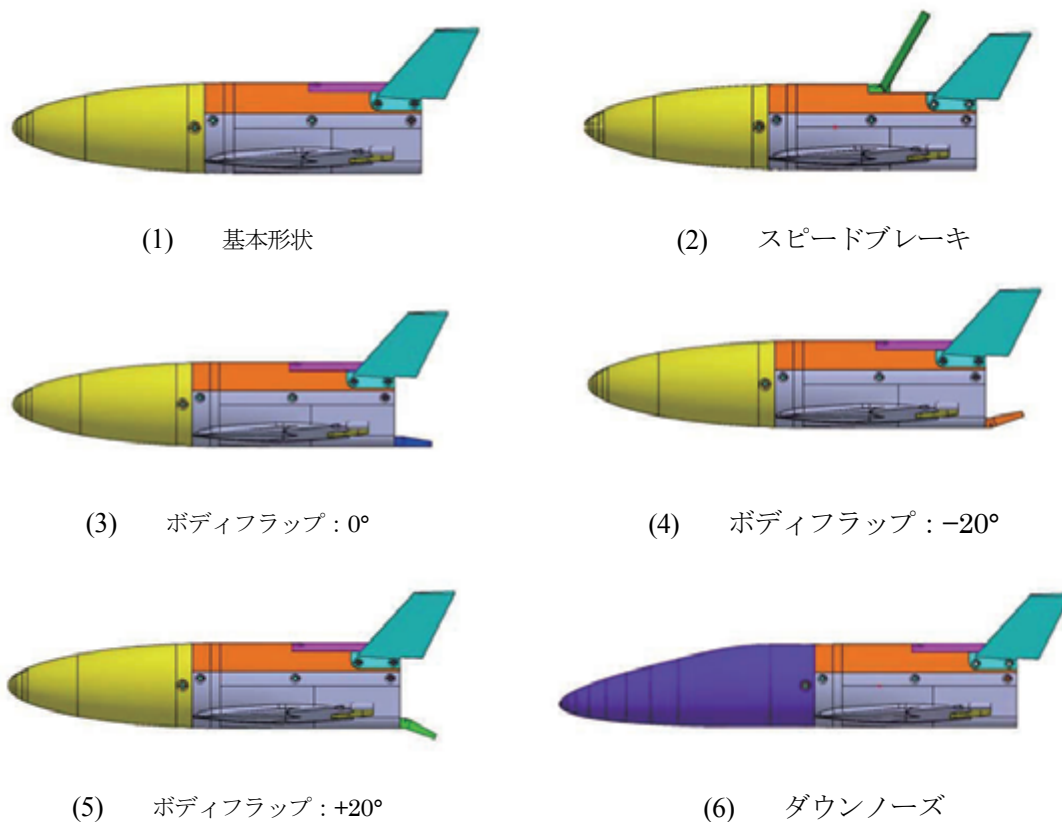 (1) 基本形状
(2) スピードブレーキ
(3) ボディフラップ：0°
(4) ボディフラップ：−20°
(5) ボディフラップ：+20°
(6) ダウンノーズ